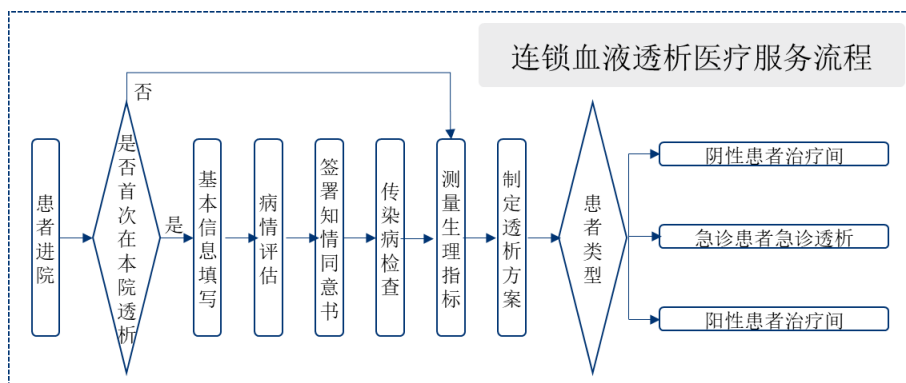 连锁血液透析医疗服务流程
否
患者进院
是否首次在本院透析
是
基本信息填写
病情评估
签署知情同意书
传染病检查
测量生理指标
制定透析方案
患者类型
阴性患者治疗间
急诊患者急诊透析
阳性患者治疗间